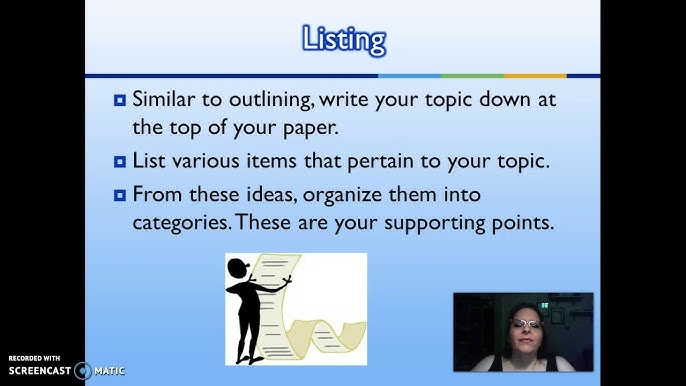 Listing
Similar to outlining, write your topic down at
the top of your paper.
List various items that pertain to your topic.
From these ideas, organize them into
categories. These are your supporting points.
RECORDED WITH
SCREENCAST MATIC